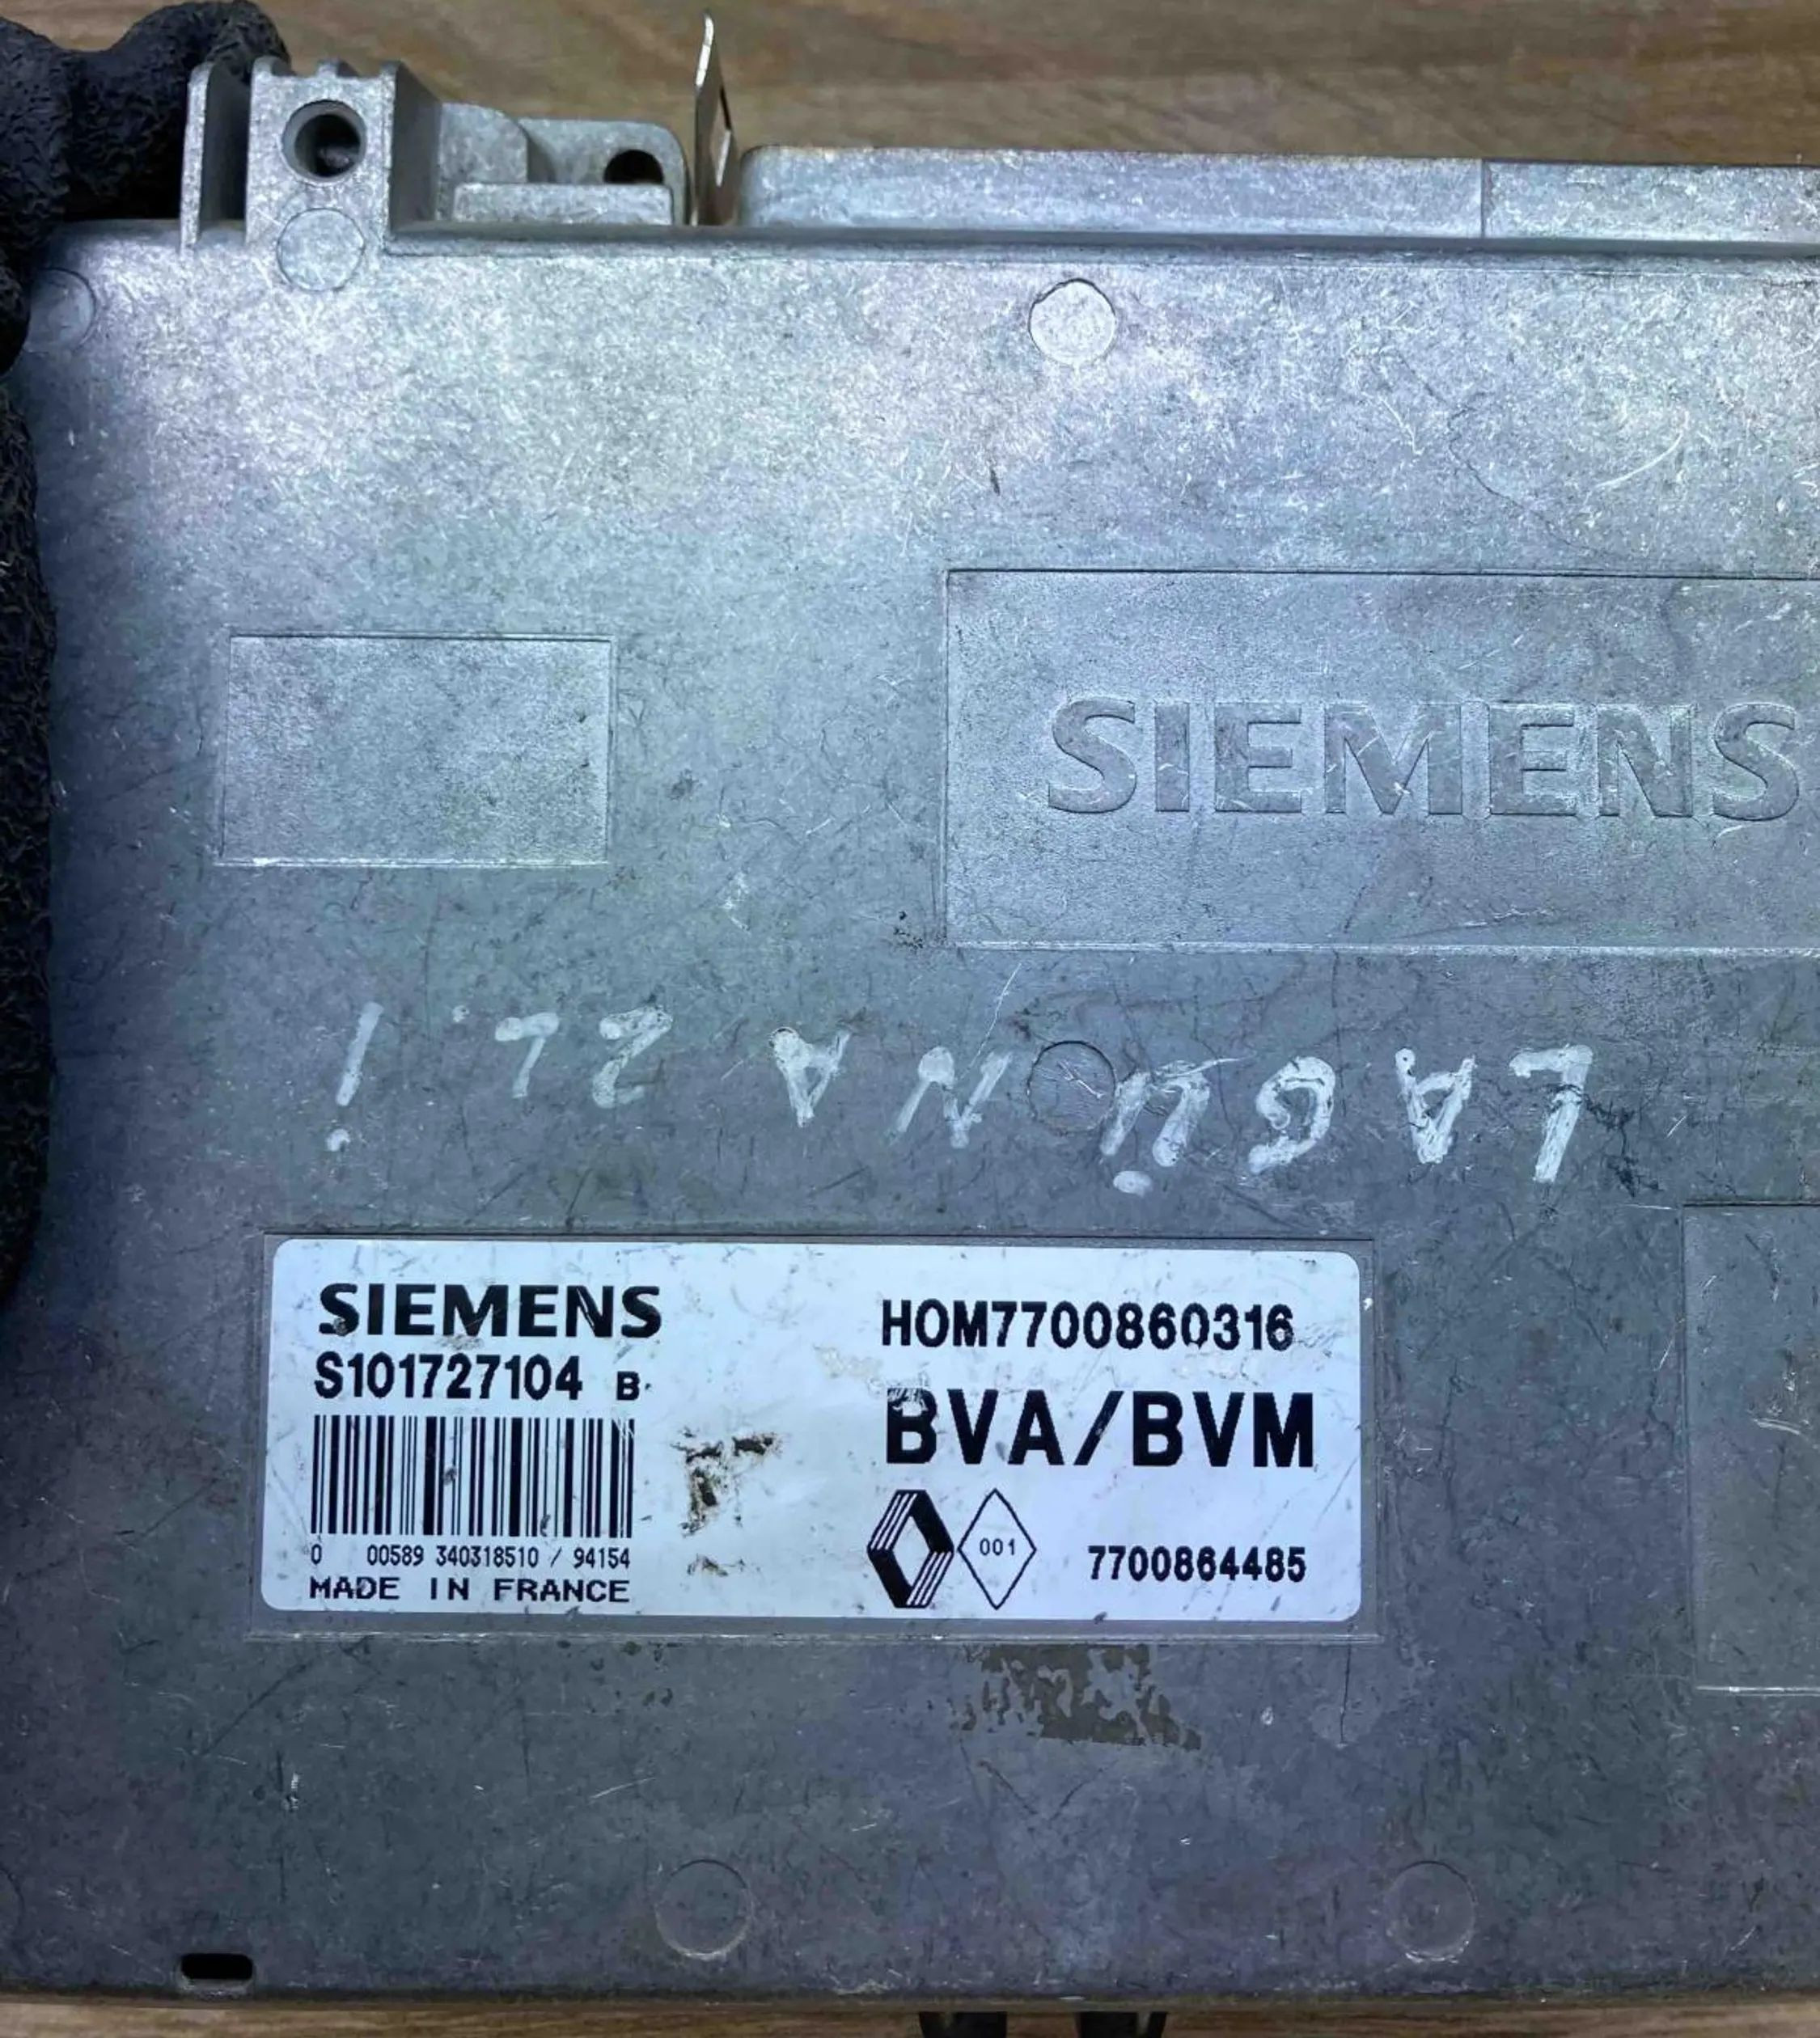 SIEMENS
LAGUNA 2L !
SIEMENS
S101727104 B
0 00589 340318510 / 94154
MADE IN FRANCE
HOM7700860316
BVA/BVM
001
7700864485